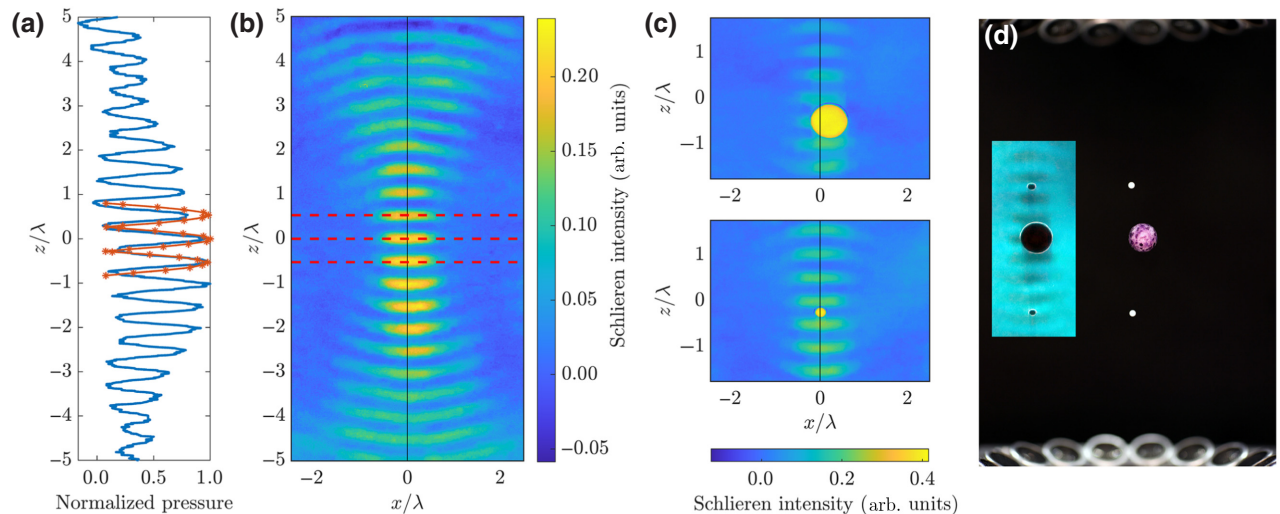 (a)
5
4
3
2
1
0
−1
−2
−3
−4
−5
z/λ
0.0 0.5 1.0
Normalized pressure
(b)
5
4
3
2
1
0
−1
−2
−3
−4
−5
z/λ
−2 0 2
x/λ
0.20
0.15
0.10
0.05
0.00
−0.05
Schlieren intensity (arb. units)
(c)
1
0
−1
z/λ
−2 0 2
1
0
−1
z/λ
−2 0 2
x/λ
0.0 0.2 0.4
Schlieren intensity (arb. units)
(d)